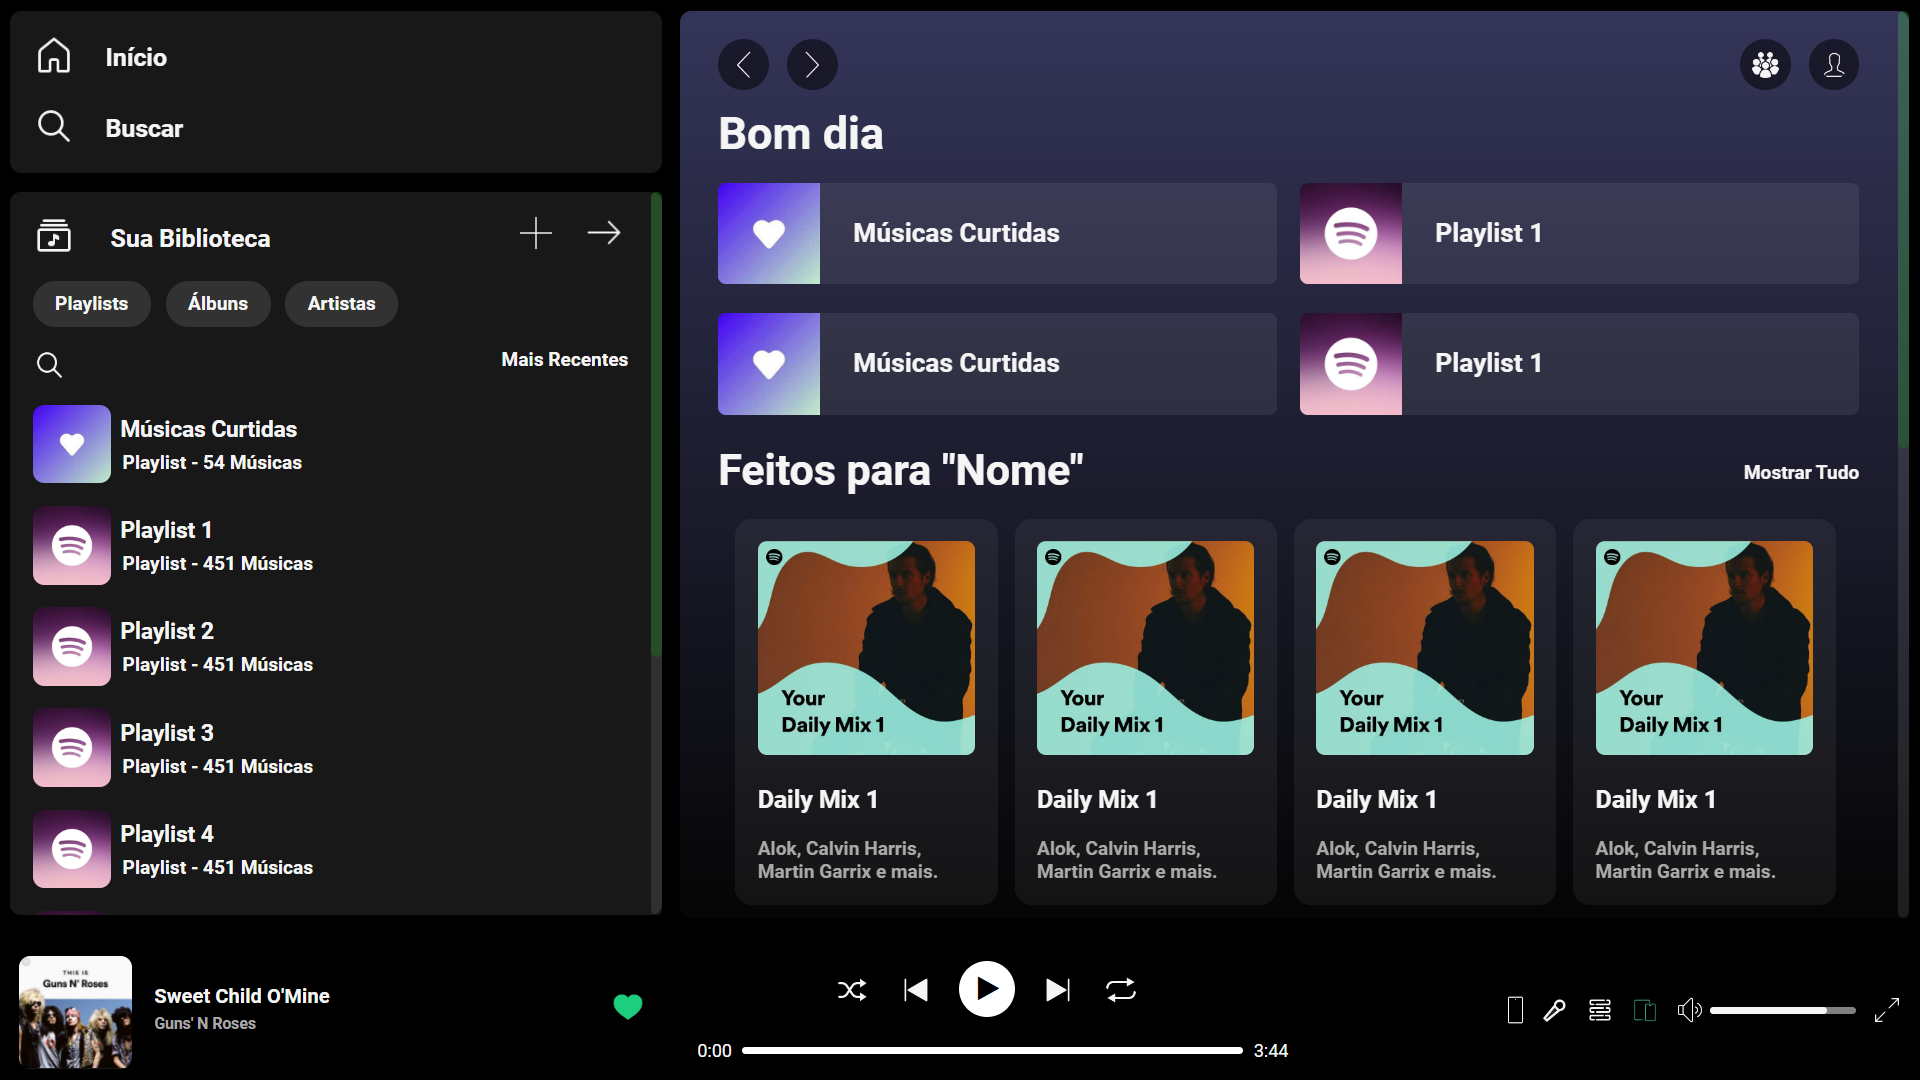 Início
Buscar
Sua Biblioteca
Playlists
Álbuns
Artistas
Mais Recentes
Músicas Curtidas
Playlist - 54 Músicas
Playlist 1
Playlist - 451 Músicas
Playlist 2
Playlist - 451 Músicas
Playlist 3
Playlist - 451 Músicas
Playlist 4
Playlist - 451 Músicas
Bom dia
Músicas Curtidas
Playlist 1
Músicas Curtidas
Playlist 1
Feitos para "Nome"
Mostrar Tudo
Your
Daily Mix 1
Daily Mix 1
Alok, Calvin Harris,
Martin Garrix e mais.
Your
Daily Mix 1
Daily Mix 1
Alok, Calvin Harris,
Martin Garrix e mais.
Your
Daily Mix 1
Daily Mix 1
Alok, Calvin Harris,
Martin Garrix e mais.
Your
Daily Mix 1
Daily Mix 1
Alok, Calvin Harris,
Martin Garrix e mais.
THIS IS
Guns N' Roses
Sweet Child O'Mine
Guns' N Roses
0:00
3:44